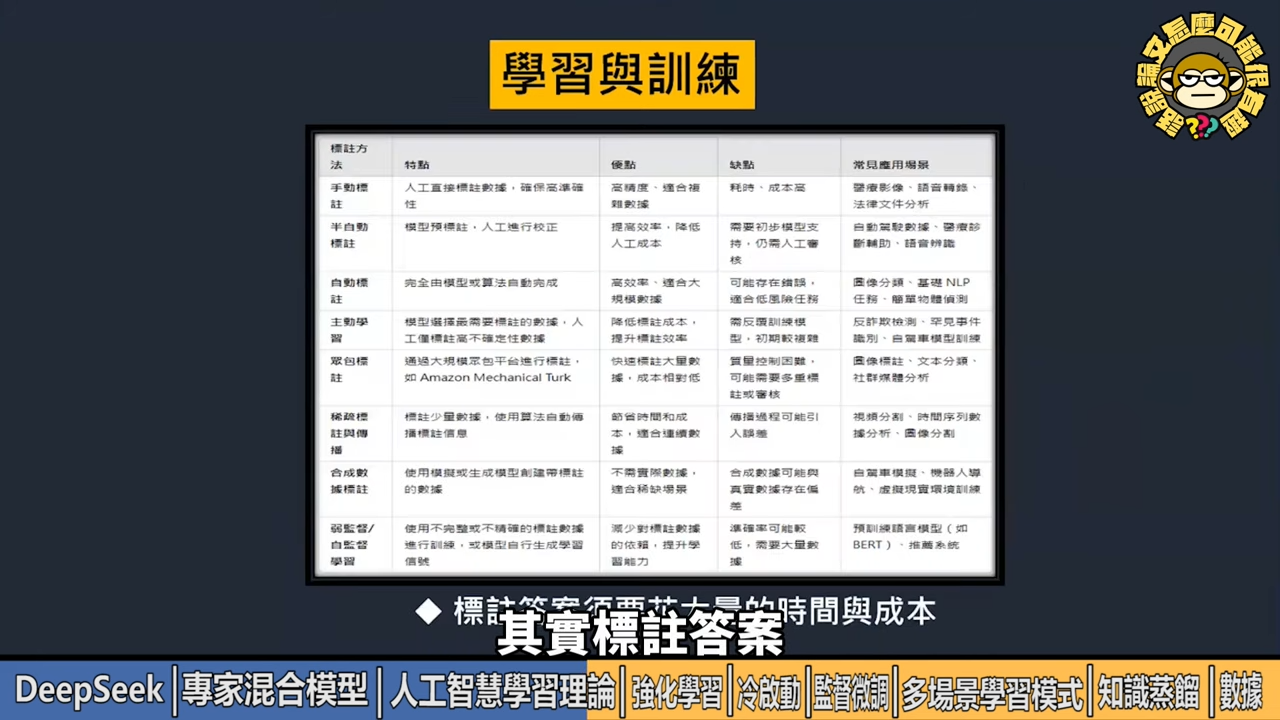 學習與訓練
諾諾論文怎麼可能很有趣
???
標註方
法
特點
優點
缺點
常見應用場景
手動標
註
人工直接標註數據，確保高準確
性
高精度、適合複
雜數據
耗時、成本高
醫療影像、語音轉錄、
法律文件分析
半自動
標註
模型預標註，人工進行校正
提高效率、降低
人工成本
需要初步模型支
持，仍需人工審
核
自動駕駛數據、醫療診
斷輔助、語音辨識
自動標
註
完全由模型或算法自動完成
高效率、適合大
規模數據
可能存在錯誤，
適合低風險任務
圖像分類、基礎 NLP
任務、簡單物體偵測
主動學
習
模型選擇最需要標註的數據，人
工僅標註高不確定性數據
降低標註成本，
提升標註效率
需反覆訓練模
型，初期較複雜
反詐欺檢測、罕見事件
識別、自駕車模型訓練
眾包標
註
通過大規模眾包平台進行標註，
如 Amazon Mechanical Turk
快速標註大量數
據，成本相對低
質量控制困難，
可能需要多重標
註或審核
圖像標註、文本分類、
社群媒體分析
稀疏標
註與傳
播
標註少量數據，使用算法自動傳
播標註信息
節省時間和成
本，適合連續數
據
傳播過程可能引
入誤差
視頻分割、時間序列數
據分析、圖像分割
合成數
據標註
使用模擬或生成模型創建帶標註
的數據
不需實際數據，
適合稀缺場景
合成數據可能與
真實數據存在偏
差
自駕車模擬、機器人導
航、虛擬現實環境訓練
弱監督/
自監督
學習
使用不完整或不精確的標註數據
進行訓練，或模型自行生成學習
信號
減少對標註數據
的依賴，提升學
習能力
準確率可能較
低，需要大量數
據
預訓練語言模型（如
BERT）、推薦系統
◆ 標註答案須要花大量的時間與成本
其實標註答案
DeepSeek|專家混合模型|人工智慧學習理論|強化學習|冷啟動|監督微調|多場景學習模式|知識蒸餾|數據